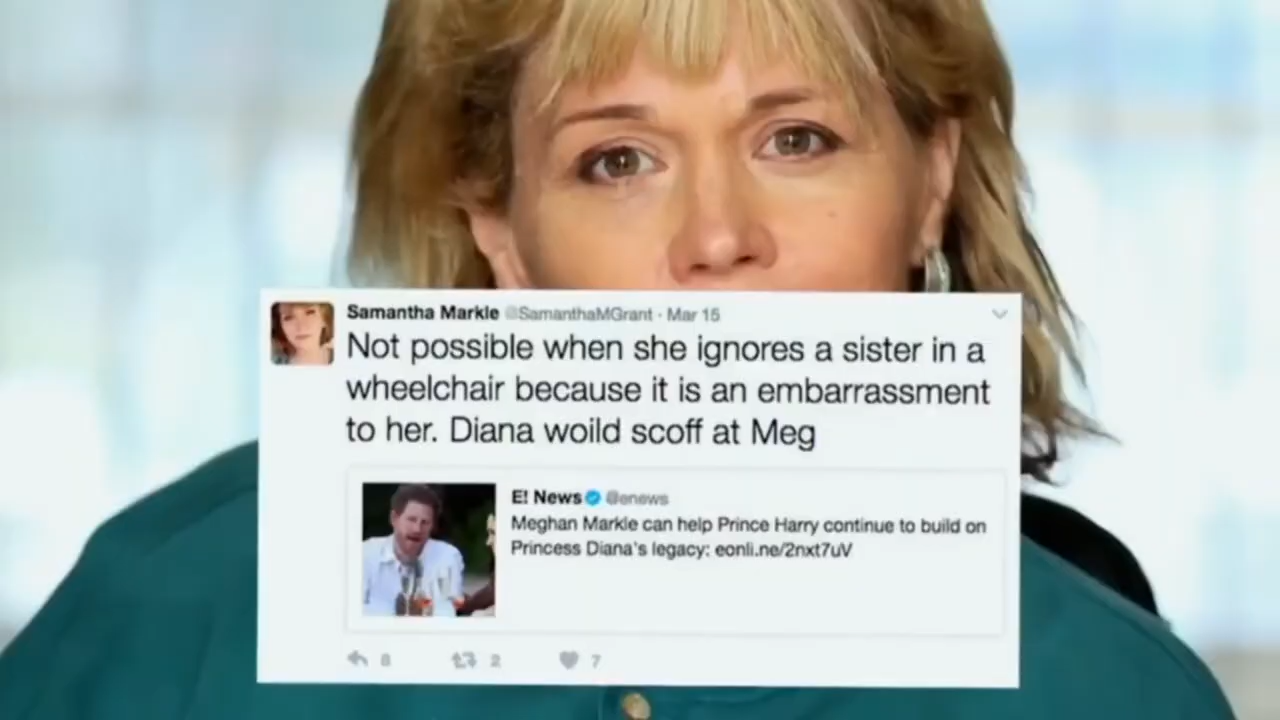 Samantha Markle @SamanthaMGrant · Mar 15
Not possible when she ignores a sister in a
wheelchair because it is an embarrassment
to her. Diana woild scoff at Meg
E! News @enews
Meghan Markle can help Prince Harry continue to build on
Princess Diana's legacy: eonli.ne/2nxt7uV
8 2 7